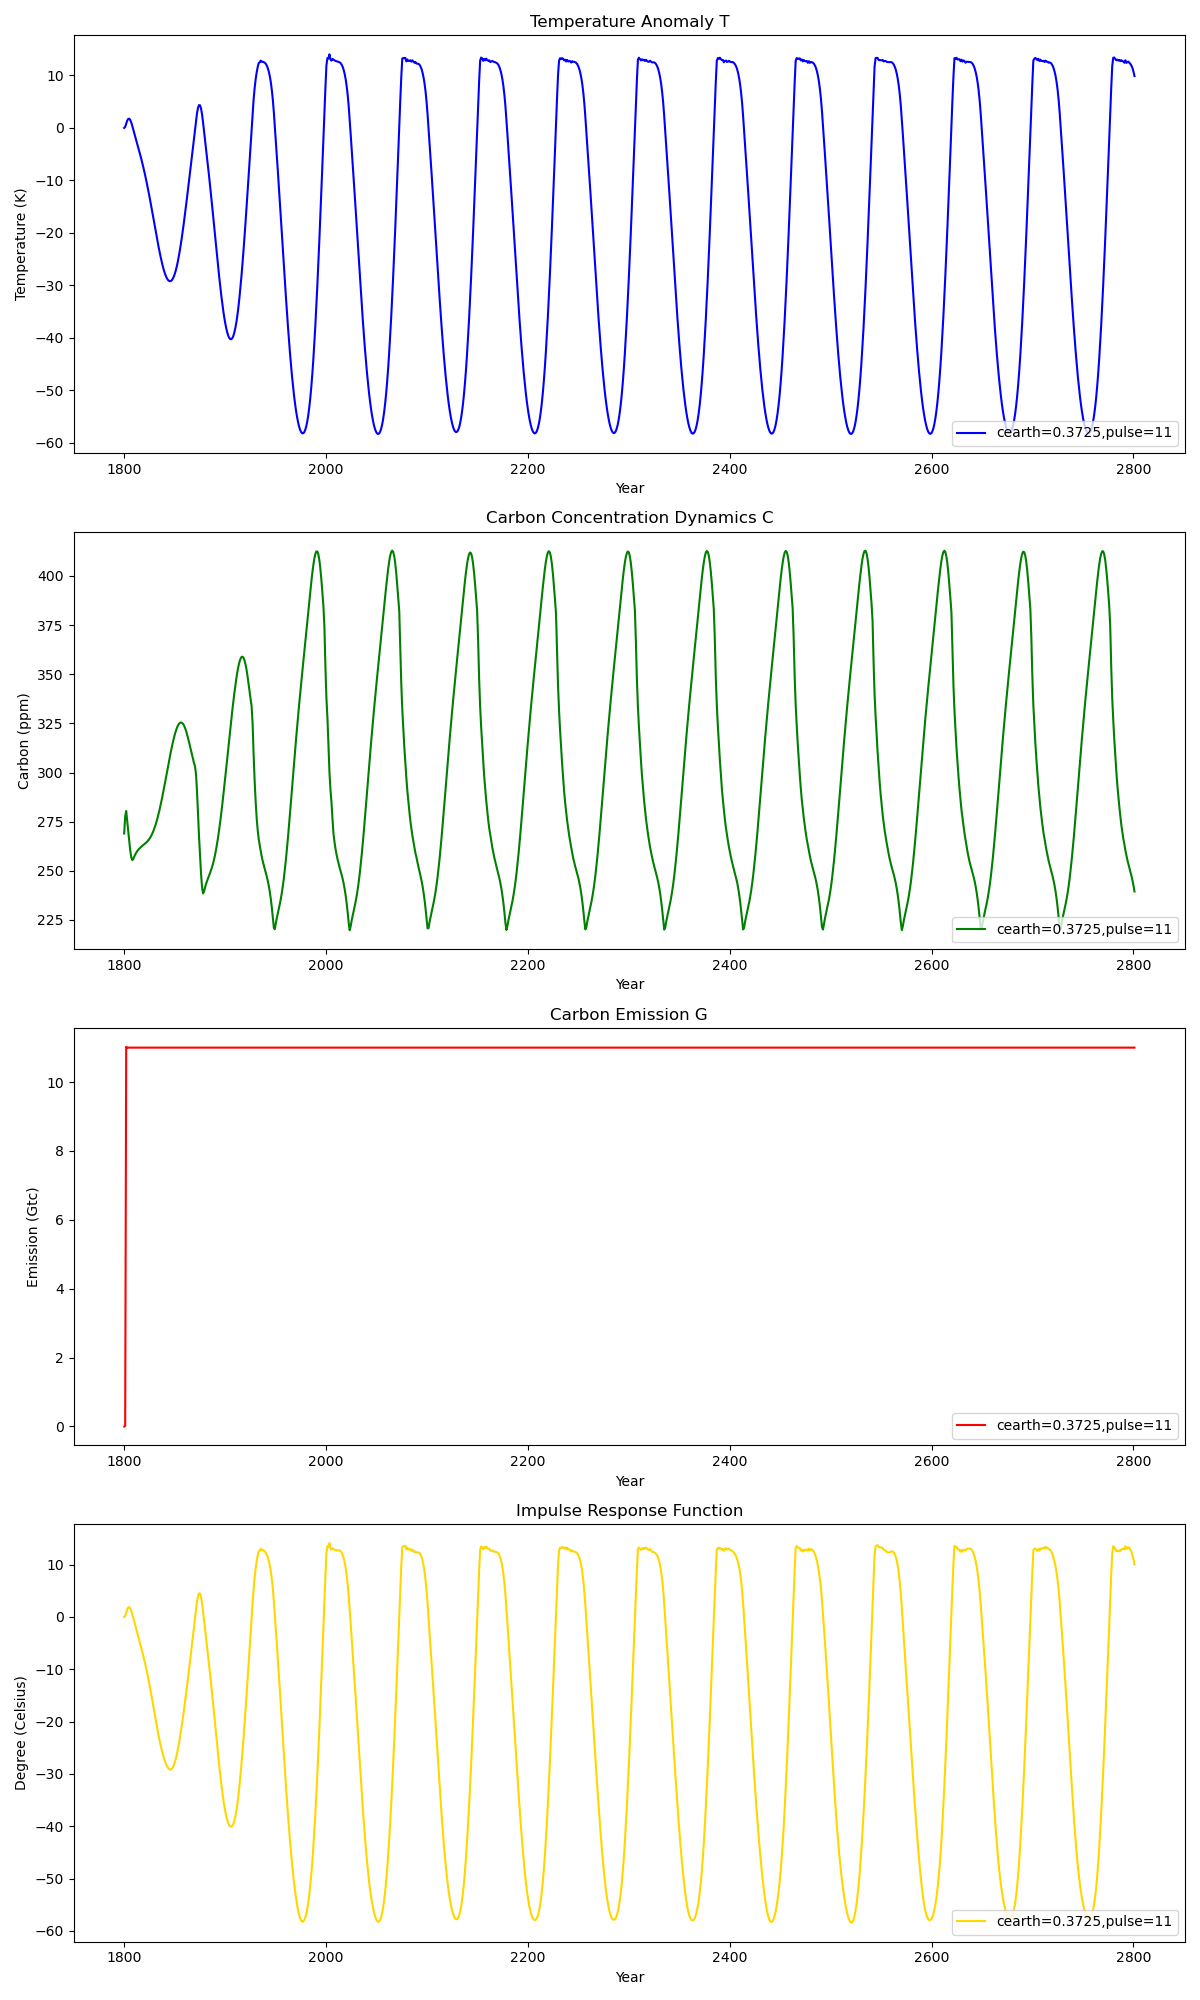 Temperature Anomaly T
Temperature (K)
10
0
−10
−20
−30
−40
−50
−60
cearth=0.3725,pulse=11
1800 2000 2200 2400 2600 2800
Year
Carbon Concentration Dynamics C
Carbon (ppm)
400
375
350
325
300
275
250
225
cearth=0.3725,pulse=11
1800 2000 2200 2400 2600 2800
Year
Carbon Emission G
Emission (Gtc)
10
8
6
4
2
0
cearth=0.3725,pulse=11
1800 2000 2200 2400 2600 2800
Year
Impulse Response Function
Degree (Celsius)
10
0
−10
−20
−30
−40
−50
−60
cearth=0.3725,pulse=11
1800 2000 2200 2400 2600 2800
Year